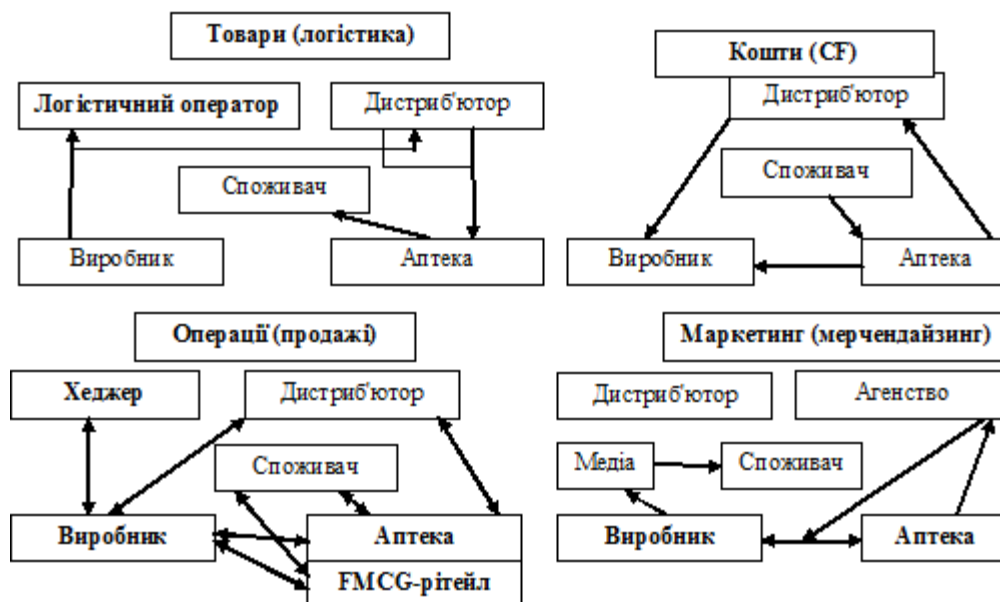 Товари (логістика)
Логістичний оператор
Дистриб'ютор
Споживач
Виробник
Аптека
Кошти (CF)
Дистриб'ютор
Споживач
Виробник
Аптека
Операції (продажі)
Хеджер
Дистриб'ютор
Споживач
Виробник
Аптека
FMCG-рітейл
Маркетинг (мерчендайзинг)
Дистриб'ютор
Агенство
Медіа
Споживач
Виробник
Аптека